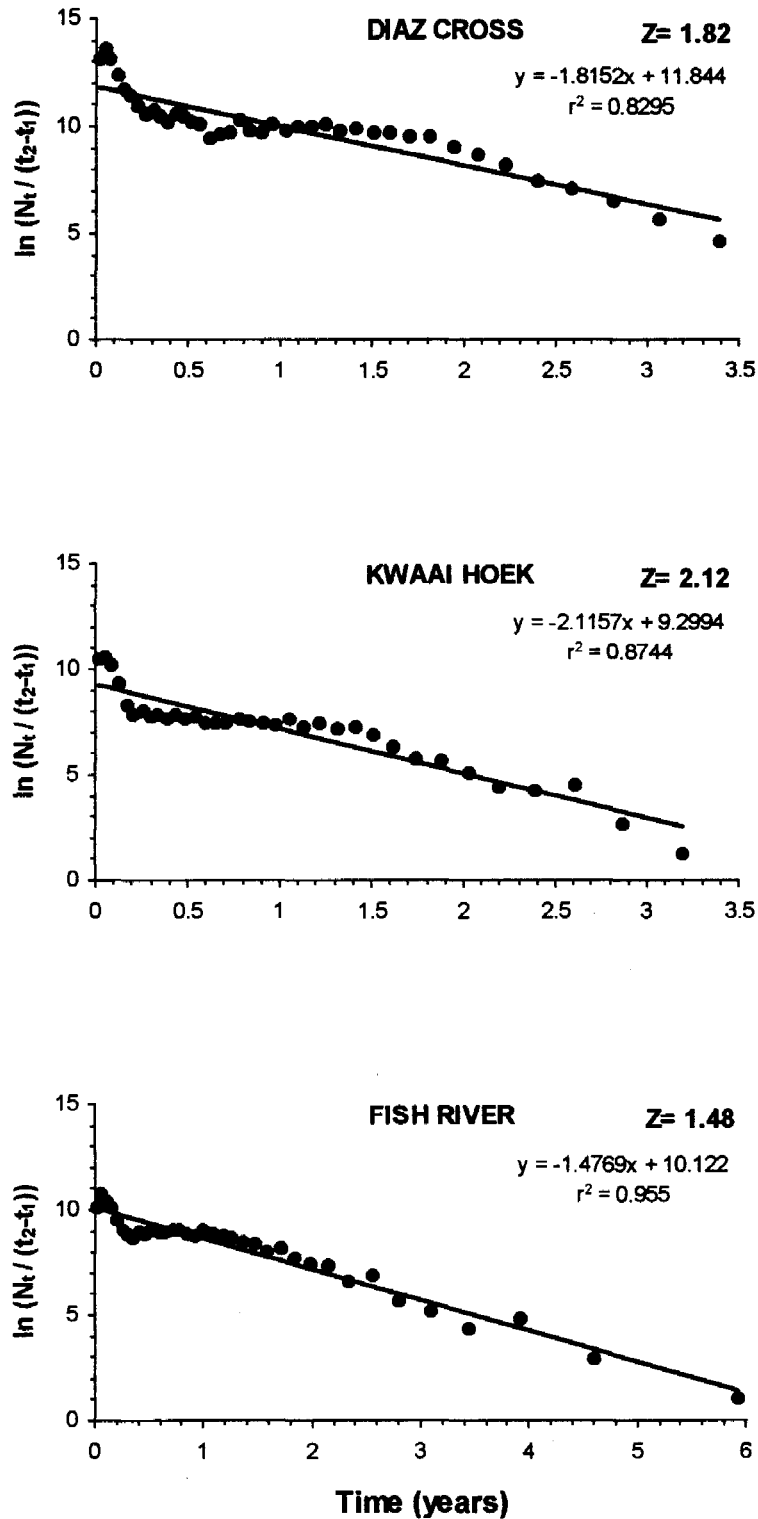 DIAZ CROSS Z= 1.82
y = -1.8152x + 11.844
r² = 0.8295
ln (Nt / (t2-t1))
15
10
5
0
0 0.5 1 1.5 2 2.5 3 3.5
KWAAI HOEK Z= 2.12
y = -2.1157x + 9.2994
r² = 0.8744
ln (Nt / (t2-t1))
15
10
5
0
0 0.5 1 1.5 2 2.5 3 3.5
FISH RIVER Z= 1.48
y = -1.4769x + 10.122
r² = 0.955
ln (Nt / (t2-t1))
15
10
5
0
0 1 2 3 4 5 6
Time (years)